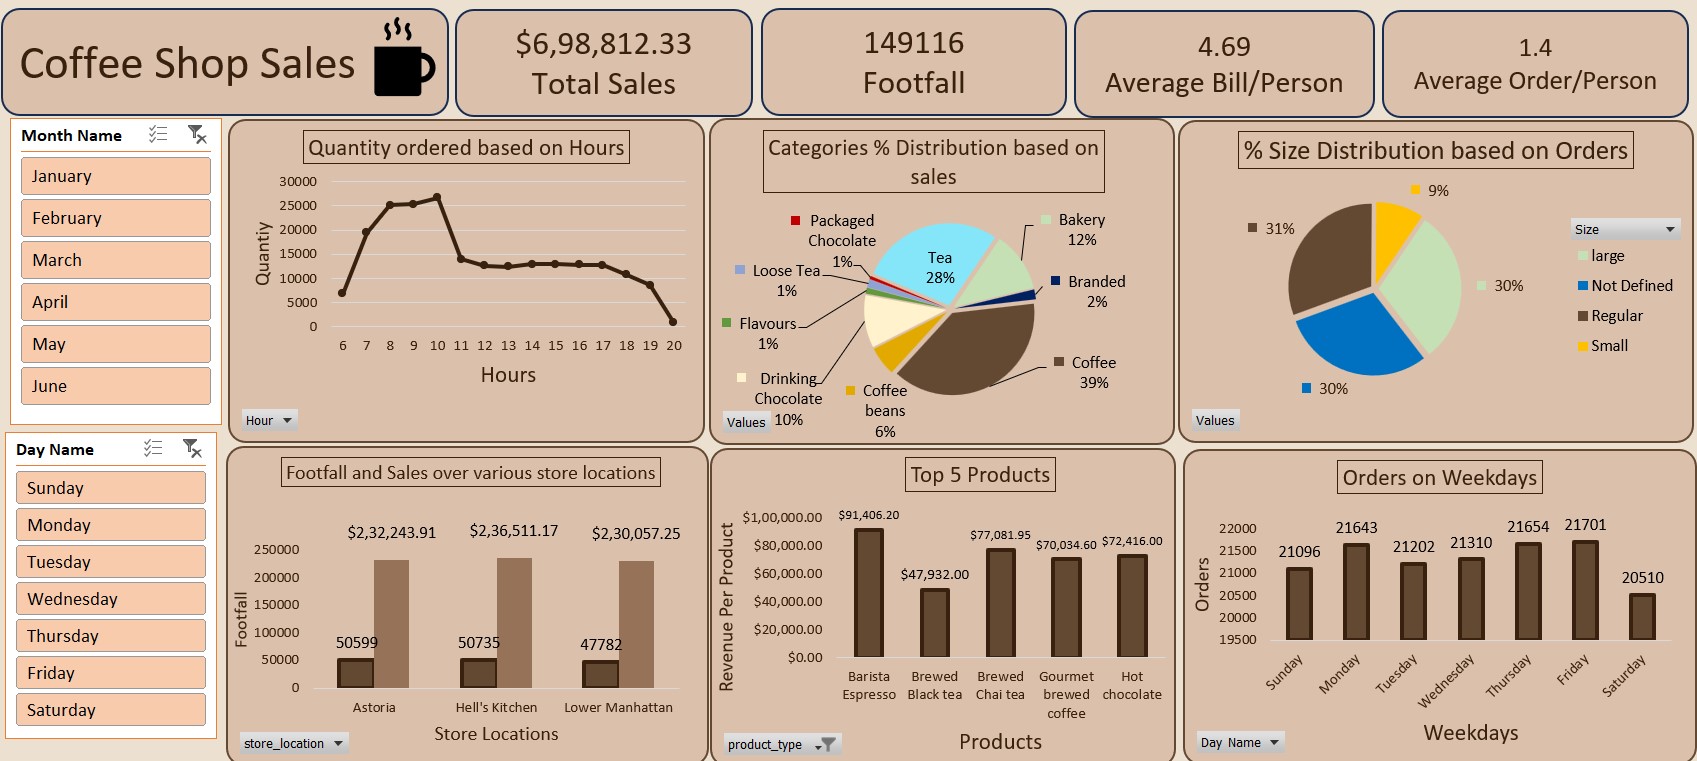 Coffee Shop Sales
$6,98,812.33
Total Sales
149116
Footfall
4.69
Average Bill/Person
1.4
Average Order/Person
Month Name
January
February
March
April
May
June
Day Name
Sunday
Monday
Tuesday
Wednesday
Thursday
Friday
Saturday
Quantity ordered based on Hours
30000
25000
20000
15000
10000
5000
0
Quantiy
6 7 8 9 10 11 12 13 14 15 16 17 18 19 20
Hours
Hour
Categories % Distribution based on
sales
Packaged
Chocolate
1%
Loose Tea
1%
Flavours
1%
Drinking
Chocolate
10%
Coffee
beans
6%
Tea
28%
Bakery
12%
Branded
2%
Coffee
39%
Values
% Size Distribution based on Orders
9%
31%
30%
30%
Size
large
Not Defined
Regular
Small
Values
Footfall and Sales over various store locations
$2,32,243.91 $2,36,511.17 $2,30,057.25
250000
200000
150000
100000
50000
0
Footfall
50599 50735 47782
Astoria Hell's Kitchen Lower Manhattan
Store Locations
store_location
Top 5 Products
$1,00,000.00
$80,000.00
$60,000.00
$40,000.00
$20,000.00
$0.00
Revenue Per Product
$91,406.20
$47,932.00
$77,081.95
$70,034.60
$72,416.00
Barista
Espresso
Brewed
Black tea
Brewed
Chai tea
Gourmet
brewed
coffee
Hot
chocolate
Products
product_type
Orders on Weekdays
22000
21500
21000
20500
20000
19500
Orders
21096
21643
21202
21310
21654
21701
20510
Sunday
Monday
Tuesday
Wednesday
Thursday
Friday
Saturday
Weekdays
Day Name